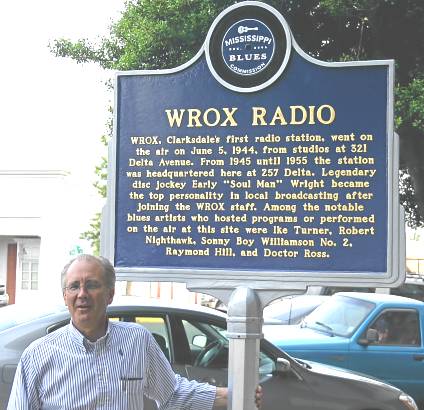 MISSISSIPPI
BLUES
COMMISSION
WROX RADIO
WROX, Clarksdale's first radio station, went on
the air on June 5, 1944, from studios at 321
Delta Avenue. From 1945 until 1955 the station
was headquartered here at 257 Delta. Legendary
disc jockey Early "Soul Man" Wright became
the top personality in local broadcasting after
joining the WROX staff. Among the notable
blues artists who hosted programs or performed
on the air at this site were Ike Turner, Robert
Nighthawk, Sonny Boy Williamson No. 2,
Raymond Hill, and Doctor Ross.